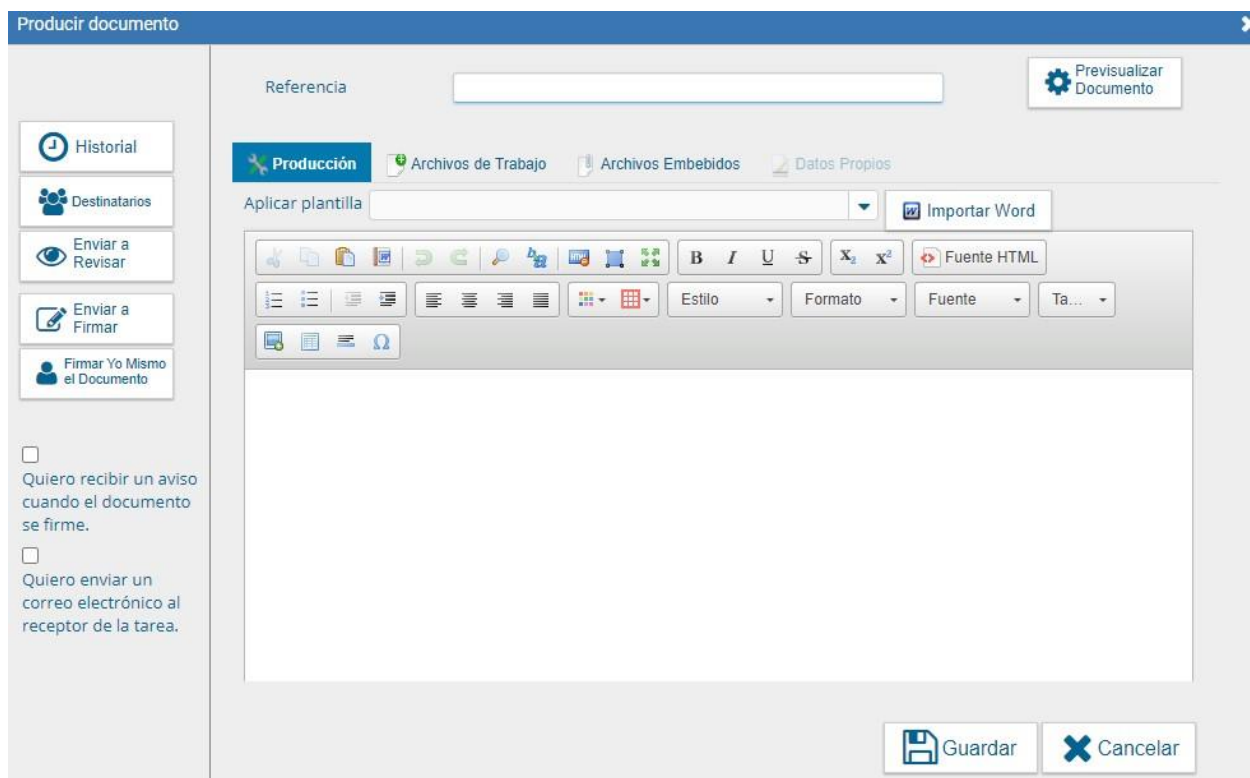 Producir documento
Referencia
Previsualizar
Documento
Historial
Destinatarios
Enviar a
Revisar
Enviar a
Firmar
Firmar Yo Mismo
el Documento
Quiero recibir un aviso
cuando el documento
se firme.
Quiero enviar un
correo electrónico al
receptor de la tarea.
Producción Archivos de Trabajo Archivos Embebidos Datos Propios
Aplicar plantilla Importar Word
B I U S X₂ X² Fuente HTML
Estilo Formato Fuente Ta...
Ω
Guardar Cancelar